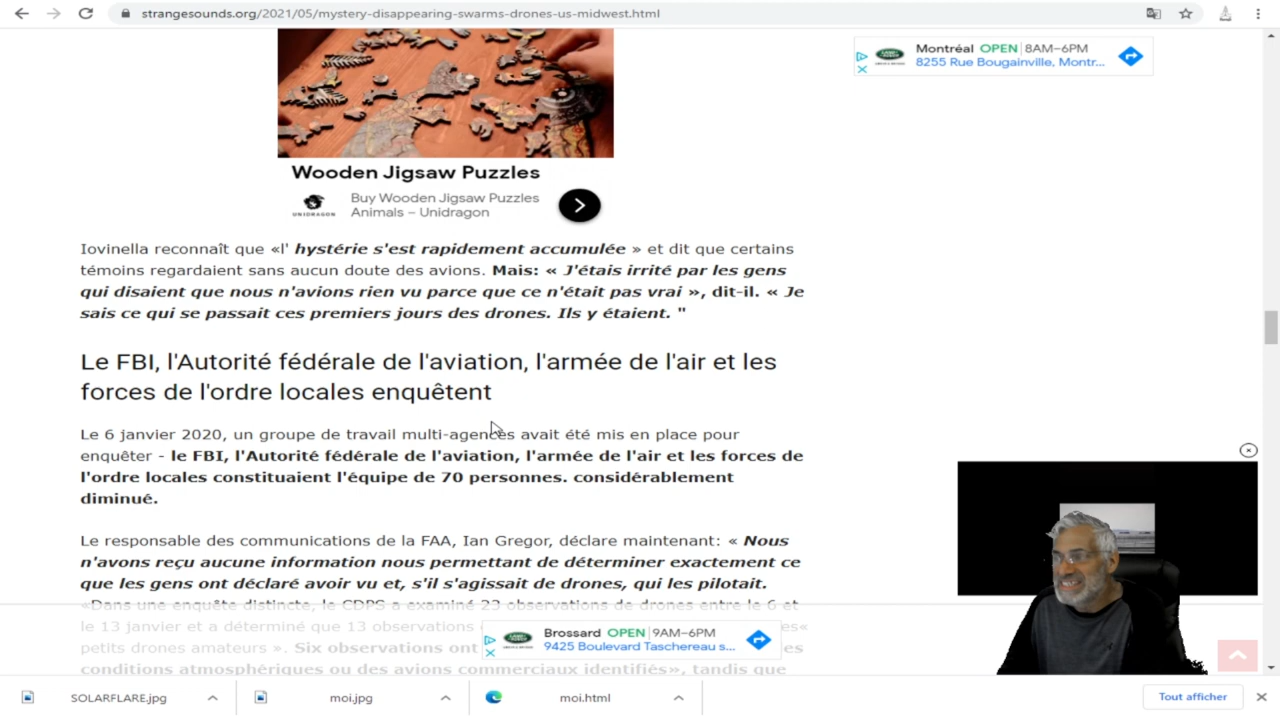 strangesounds.org/2021/05/mystery-disappearing-swarms-drones-us-midwest.html
Montréal OPEN | 8AM–6PM
8255 Rue Bougainville, Montr...
Wooden Jigsaw Puzzles
Buy Wooden Jigsaw Puzzles
Animals – Unidragon
UNIDRAGON
Iovinella reconnaît que «l' hystérie s'est rapidement accumulée » et dit que certains
témoins regardaient sans aucun doute des avions. Mais: « J'étais irrité par les gens
qui disaient que nous n'avions rien vu parce que ce n'était pas vrai », dit-il. « Je
sais ce qui se passait ces premiers jours des drones. Ils y étaient. "
Le FBI, l'Autorité fédérale de l'aviation, l'armée de l'air et les
forces de l'ordre locales enquêtent
Le 6 janvier 2020, un groupe de travail multi-agences avait été mis en place pour
enquêter - le FBI, l'Autorité fédérale de l'aviation, l'armée de l'air et les forces de
l'ordre locales constituaient l'équipe de 70 personnes. considérablement
diminué.
Le responsable des communications de la FAA, Ian Gregor, déclare maintenant: « Nous
n'avons reçu aucune information nous permettant de déterminer exactement ce
que les gens ont déclaré avoir vu et, s'il s'agissait de drones, qui les pilotait.
«Dans une enquête distincte, le CDPS a examiné 23 observations de drones entre le 6 et
le 13 janvier et a déterminé que 13 observations
petits drones amateurs ». Six observations ont
conditions atmosphériques ou des avions commerciaux identifiés», tandis que
Brossard OPEN | 9AM–6PM
9425 Boulevard Taschereau s...
SOLARFLARE.jpg
moi.jpg
moi.html
Tout afficher